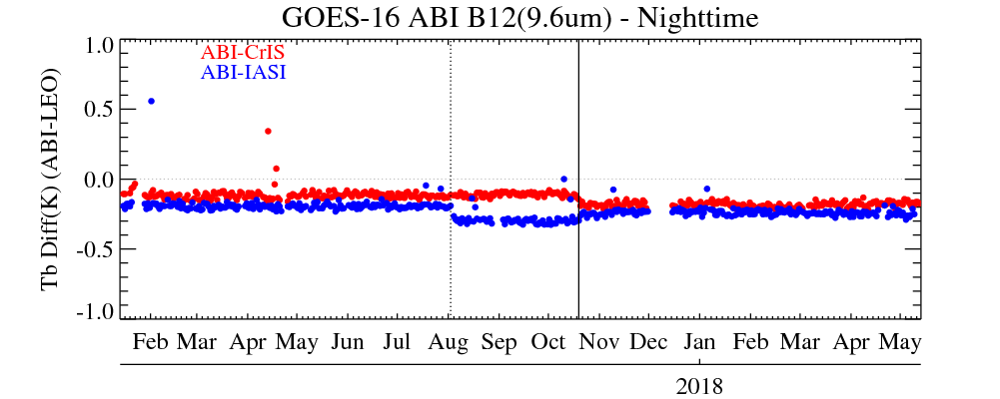 GOES-16 ABI B12(9.6um) - Nighttime
ABI-CrIS
ABI-IASI
Tb Diff(K) (ABI-LEO)
1.0
0.5
0.0
-0.5
-1.0
Feb Mar Apr May Jun Jul Aug Sep Oct Nov Dec Jan Feb Mar Apr May
2018